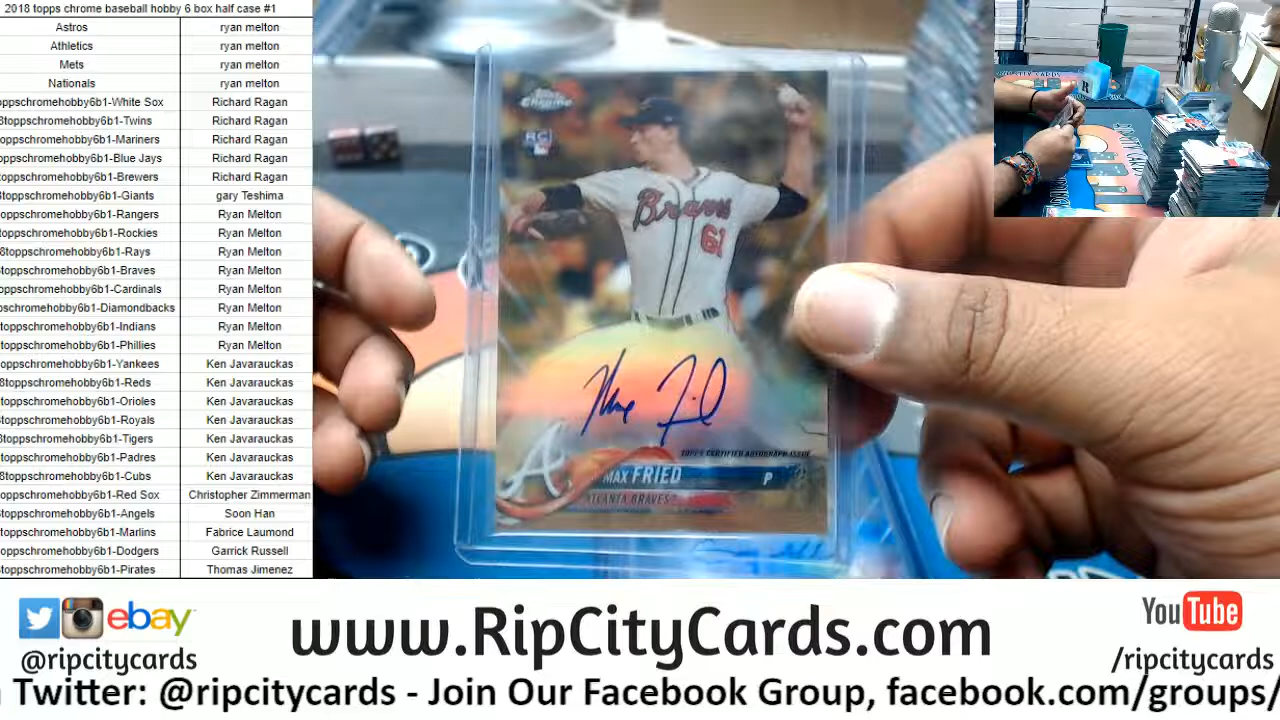 2018 topps chrome baseball hobby 6 box half case #1
Astros ryan melton
Athletics ryan melton
Mets ryan melton
Nationals ryan melton
oppschromehobby6b1-White Sox Richard Ragan
8toppschromehobby6b1-Twins Richard Ragan
toppschromehobby6b1-Mariners Richard Ragan
oppschromehobby6b1-Blue Jays Richard Ragan
oppschromehobby6b1-Brewers Richard Ragan
toppschromehobby6b1-Giants gary Teshima
toppschromehobby6b1-Rangers Ryan Melton
toppschromehobby6b1-Rockies Ryan Melton
8toppschromehobby6b1-Rays Ryan Melton
toppschromehobby6b1-Braves Ryan Melton
toppschromehobby6b1-Cardinals Ryan Melton
pschromehobby6b1-Diamondbacks Ryan Melton
toppschromehobby6b1-Indians Ryan Melton
toppschromehobby6b1-Phillies Ryan Melton
toppschromehobby6b1-Yankees Ken Javarauckas
8toppschromehobby6b1-Reds Ken Javarauckas
toppschromehobby6b1-Orioles Ken Javarauckas
toppschromehobby6b1-Royals Ken Javarauckas
8toppschromehobby6b1-Tigers Ken Javarauckas
toppschromehobby6b1-Padres Ken Javarauckas
8toppschromehobby6b1-Cubs Ken Javarauckas
oppschromehobby6b1-Red Sox Christopher Zimmerman
toppschromehobby6b1-Angels Soon Han
toppschromehobby6b1-Marlins Fabrice Laumond
oppschromehobby6b1-Dodgers Garrick Russell
toppschromehobby6b1-Pirates Thomas Jimenez
Topps Chrome
RC
Braves
61
Max Fried
TOPPS CERTIFIED AUTOGRAPH ISSUE
A
MAX FRIED P
ATLANTA BRAVES
ebay
@ripcitycards
www.RipCityCards.com
YouTube
/ripcitycards
Twitter: @ripcitycards - Join Our Facebook Group, facebook.com/groups/